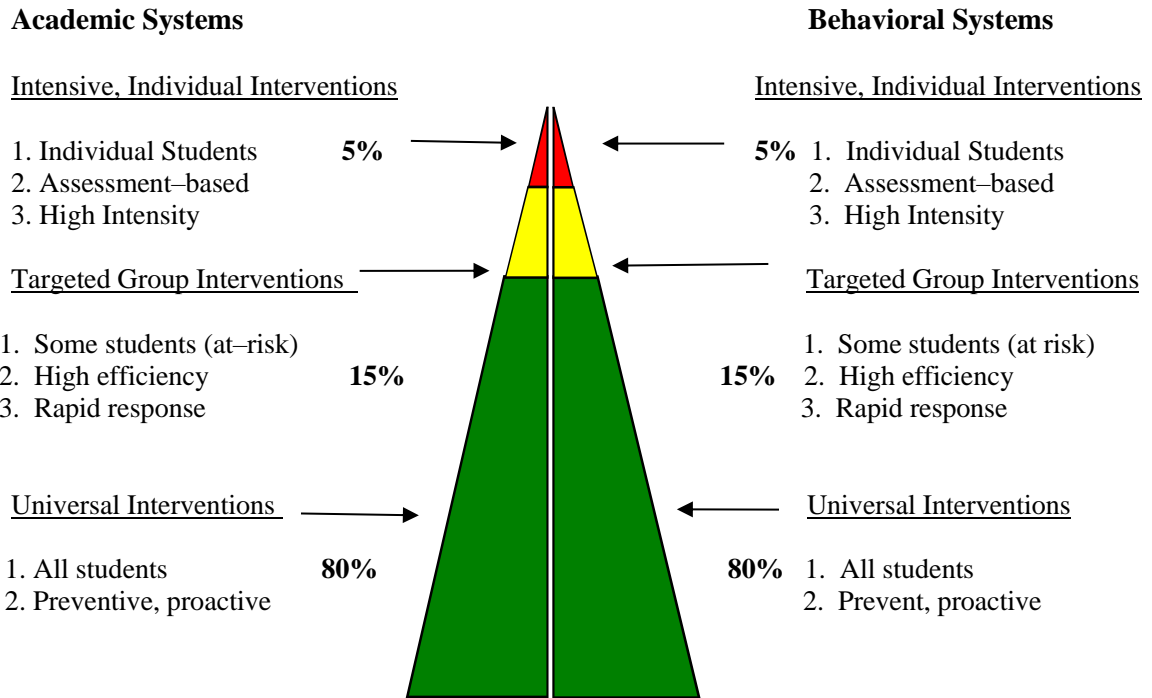 Academic Systems
Behavioral Systems
Intensive, Individual Interventions
Intensive, Individual Interventions
1. Individual Students 5%
2. Assessment–based
3. High Intensity
5% 1. Individual Students
2. Assessment–based
3. High Intensity
Targeted Group Interventions
Targeted Group Interventions
1. Some students (at–risk)
2. High efficiency 15%
3. Rapid response
1. Some students (at risk)
15% 2. High efficiency
3. Rapid response
Universal Interventions
Universal Interventions
1. All students 80%
2. Preventive, proactive
80% 1. All students
2. Prevent, proactive